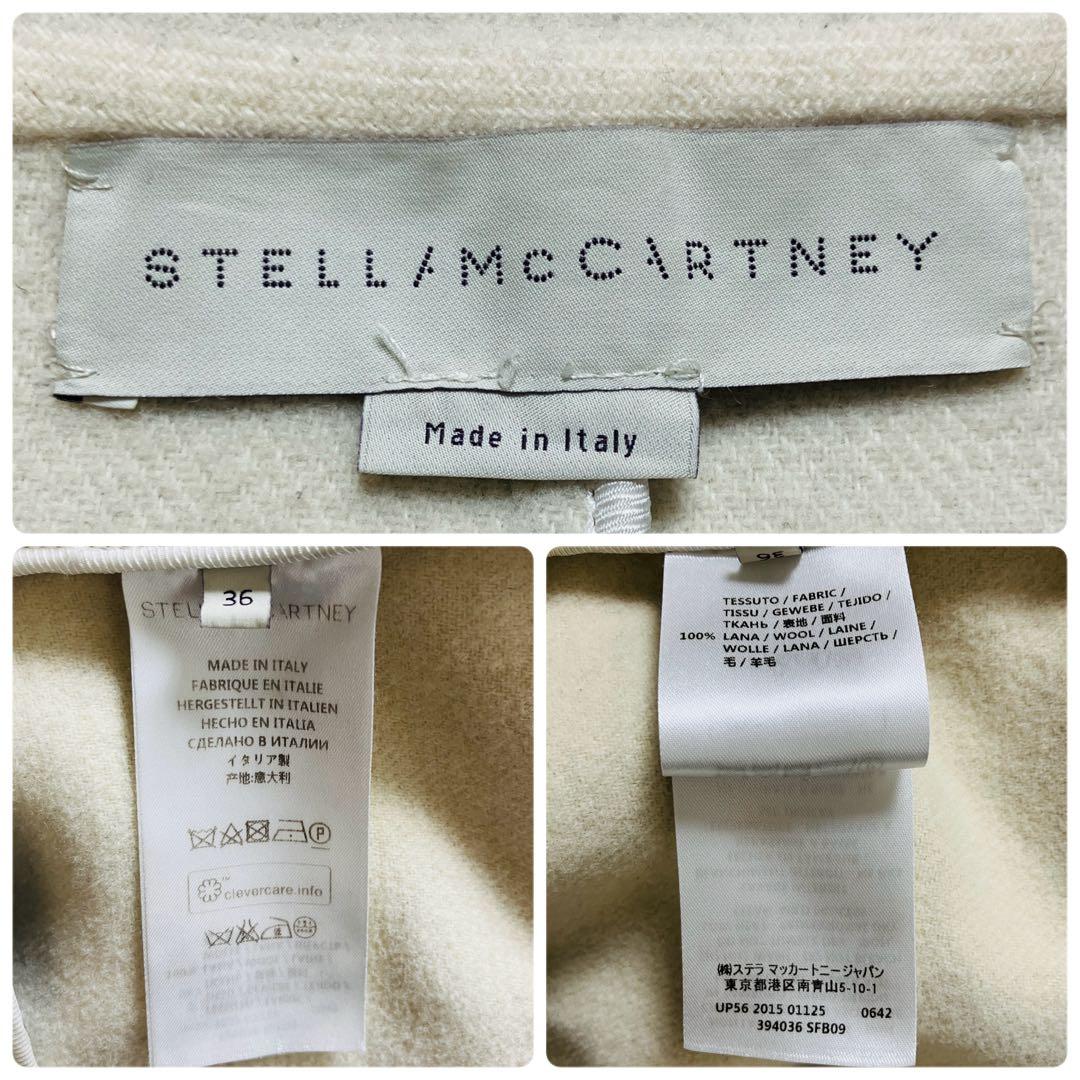 STELLA McCARTNEY
Made in Italy
36
MADE IN ITALY
FABRIQUE EN ITALIE
HERGESTELLT IN ITALIEN
HECHO EN ITALIA
СДЕЛАНО В ИТАЛИИ
イタリア製
产地:意大利
P
clevercare.info
36
TESSUTO / FABRIC /
TISSU / GEWEBE / TEJIDO /
ТКАНЬ / 表地 / 面料
100% LANA / WOOL / LAINE /
WOLLE / LANA / ШЕРСТЬ /
毛 / 羊毛
㈱ステラ マッカートニージャパン
東京都港区南青山5-10-1
UP56 2015 01125 0642
394036 SFB09